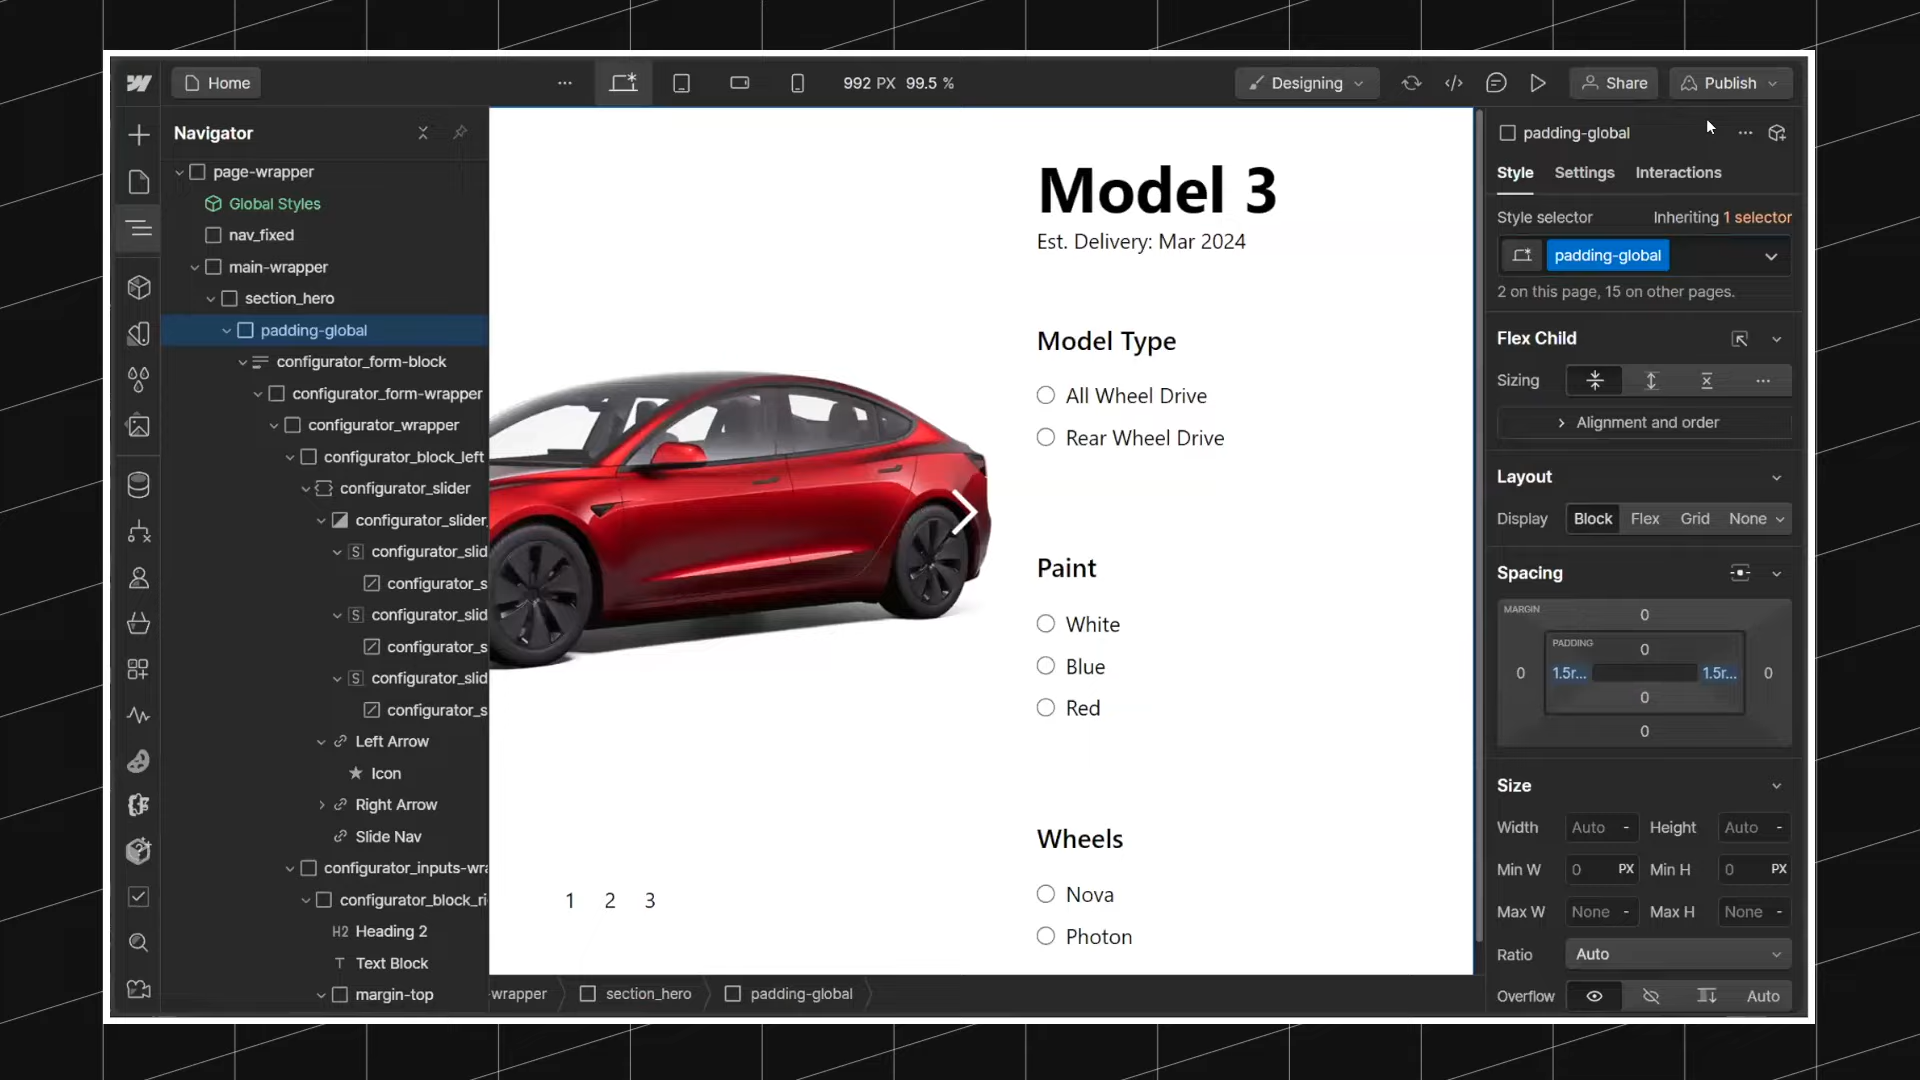 Home
992 PX 99.5 %
Designing
Share
Publish
Navigator
page-wrapper
Global Styles
nav_fixed
main-wrapper
section_hero
padding-global
configurator_form-block
configurator_form-wrapper
configurator_wrapper
configurator_block_left
configurator_slider
configurator_slider_
S configurator_slid
configurator_s
S configurator_slid
configurator_s
S configurator_slid
configurator_s
Left Arrow
Icon
Right Arrow
Slide Nav
configurator_inputs-wra
configurator_block_ri
H2 Heading 2
T Text Block
margin-top
Model 3
Est. Delivery: Mar 2024
Model Type
All Wheel Drive
Rear Wheel Drive
Paint
White
Blue
Red
Wheels
Nova
Photon
1 2 3
-wrapper
section_hero
padding-global
padding-global
Style Settings Interactions
Style selector Inheriting 1 selector
padding-global
2 on this page, 15 on other pages.
Flex Child
Sizing
Alignment and order
Layout
Display Block Flex Grid None
Spacing
MARGIN
0
PADDING
0
0 1.5r... 1.5r... 0
0
0
Size
Width Auto - Height Auto -
Min W 0 PX Min H 0 PX
Max W None - Max H None -
Ratio Auto
Overflow Auto